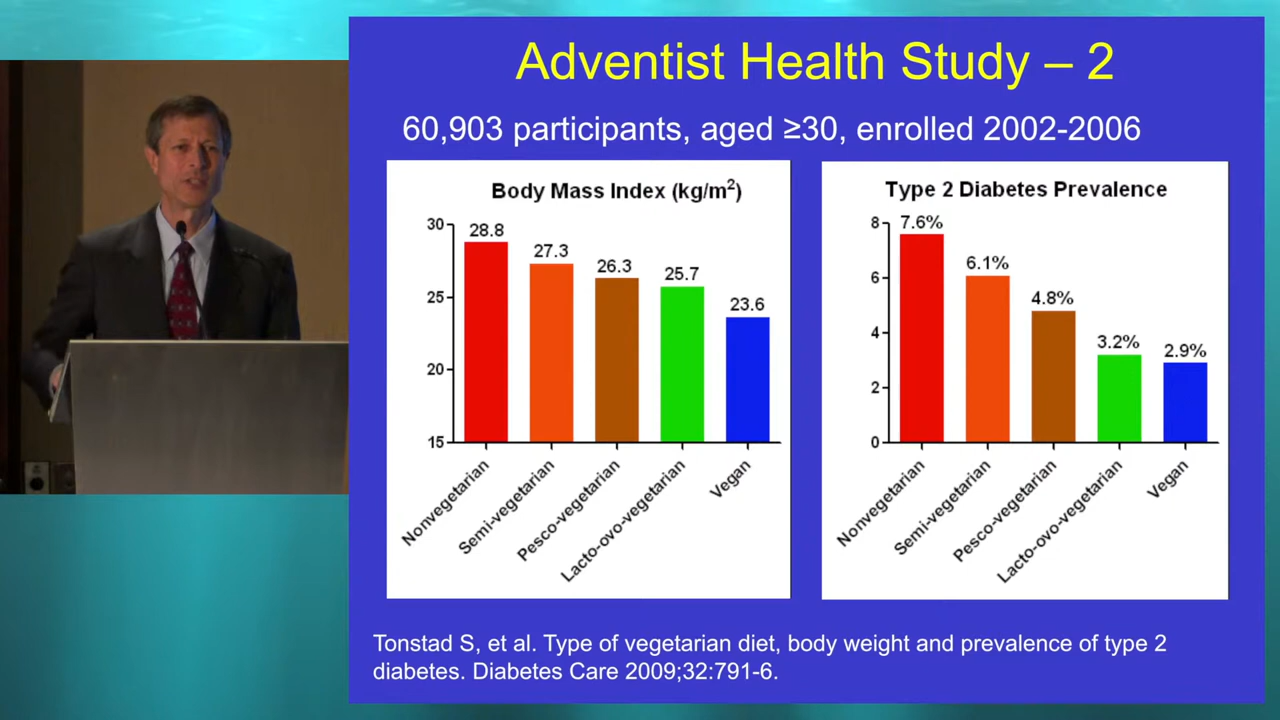 Adventist Health Study – 2
60,903 participants, aged ≥30, enrolled 2002-2006
Body Mass Index (kg/m²)
30
25
20
15
28.8
27.3
26.3
25.7
23.6
Nonvegetarian
Semi-vegetarian
Pesco-vegetarian
Lacto-ovo-vegetarian
Vegan
Type 2 Diabetes Prevalence
8
6
4
2
0
7.6%
6.1%
4.8%
3.2%
2.9%
Nonvegetarian
Semi-vegetarian
Pesco-vegetarian
Lacto-ovo-vegetarian
Vegan
Tonstad S, et al. Type of vegetarian diet, body weight and prevalence of type 2
diabetes. Diabetes Care 2009;32:791-6.